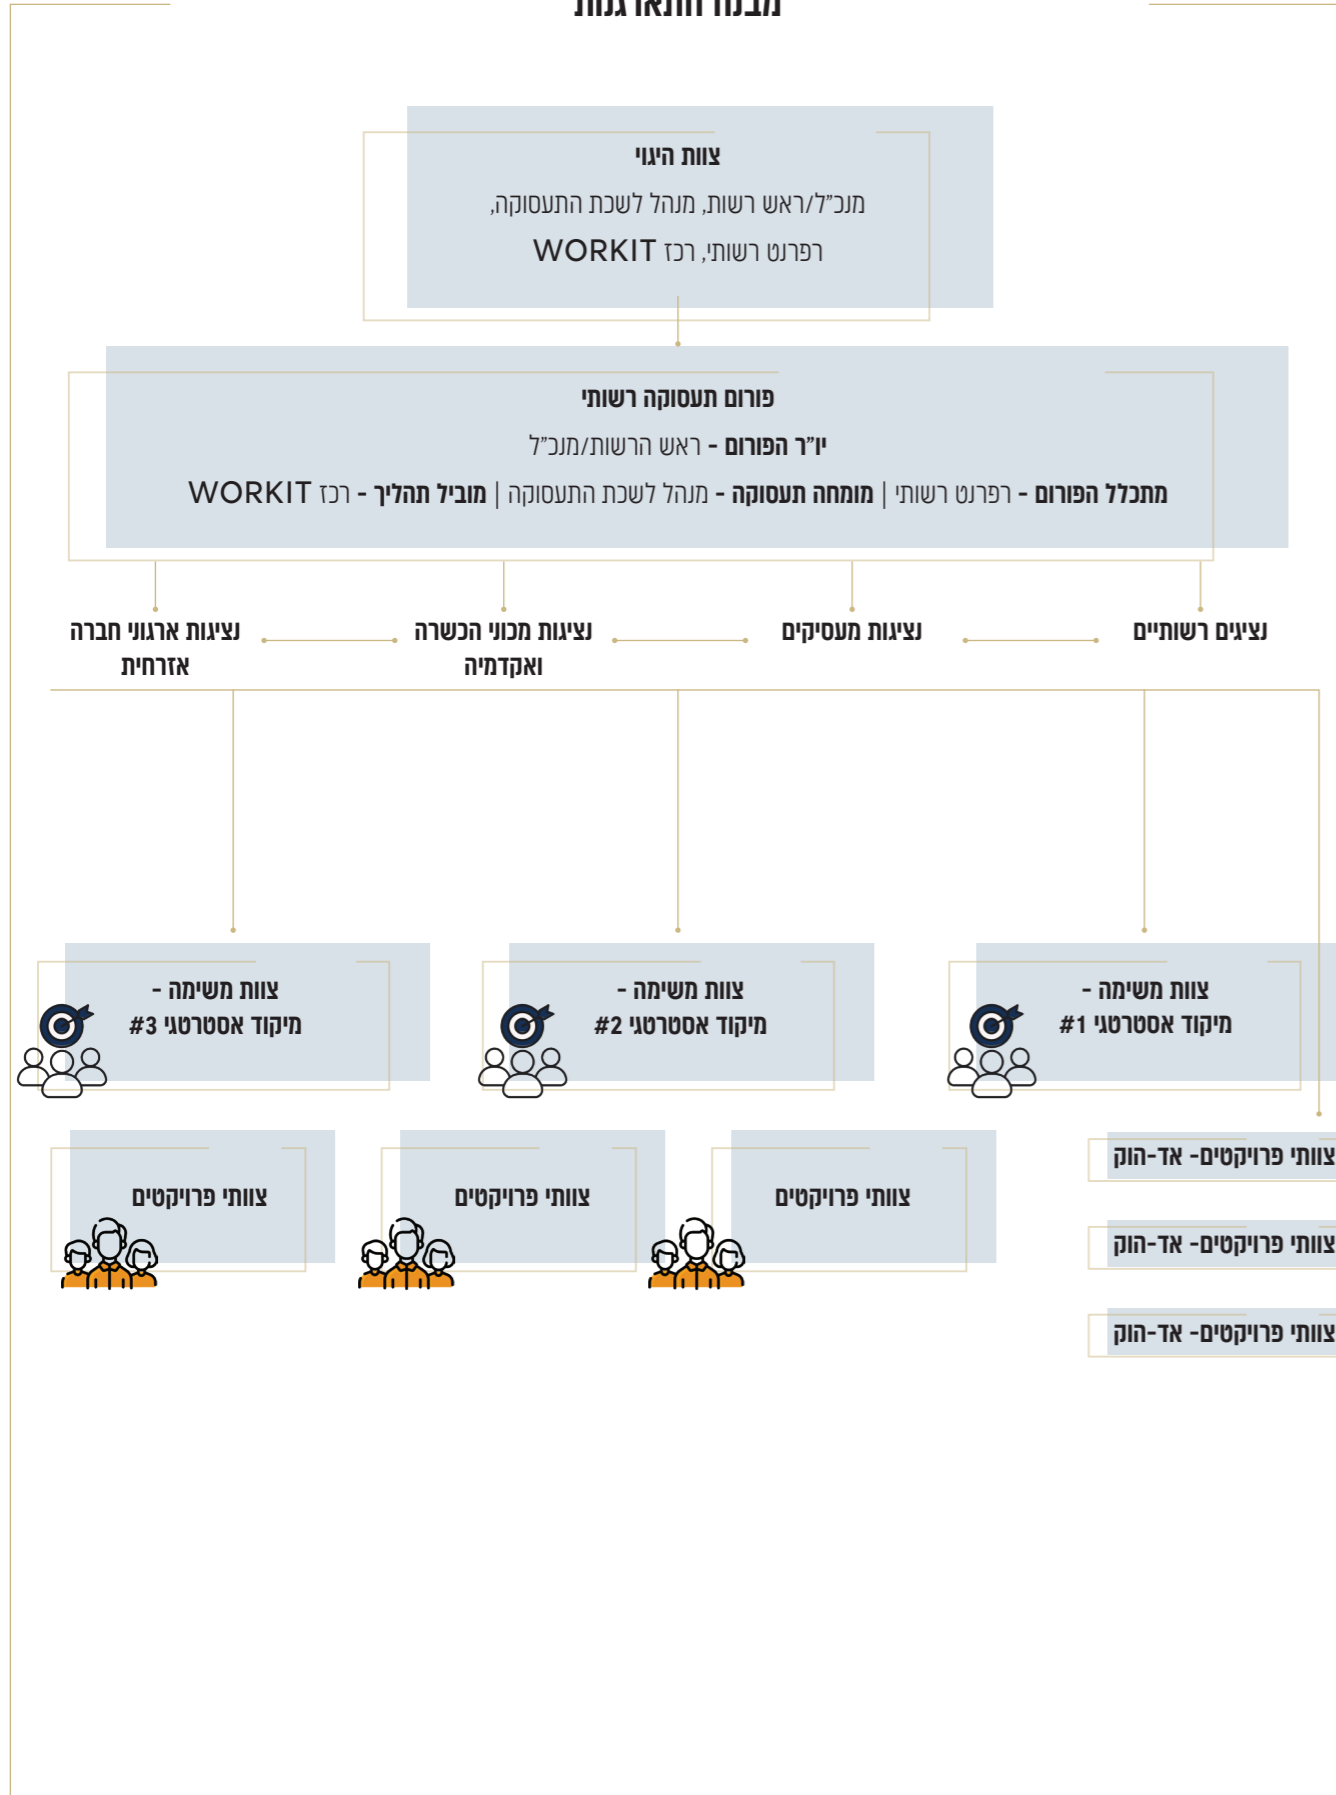 מבנה התארגנות
צוות היגוי
מנכ"ל/ראש רשות, מנהל לשכת התעסוקה,
רפרנט רשותי, רכז WORKIT
פורום תעסוקה רשותי
יו"ר הפורום - ראש הרשות/מנכ"ל
מתכלל הפורום - רפרנט רשותי | מומחה תעסוקה - מנהל לשכת התעסוקה | מוביל תהליך - רכז WORKIT
נציגים רשותיים
נציגות מעסיקים
נציגות מכוני הכשרה
ואקדמיה
נציגות ארגוני חברה
אזרחית
צוות משימה -
מיקוד אסטרטגי 1#
צוות משימה -
מיקוד אסטרטגי 2#
צוות משימה -
מיקוד אסטרטגי 3#
צוותי פרויקטים- אד-הוק
צוותי פרויקטים- אד-הוק
צוותי פרויקטים- אד-הוק
צוותי פרויקטים
צוותי פרויקטים
צוותי פרויקטים